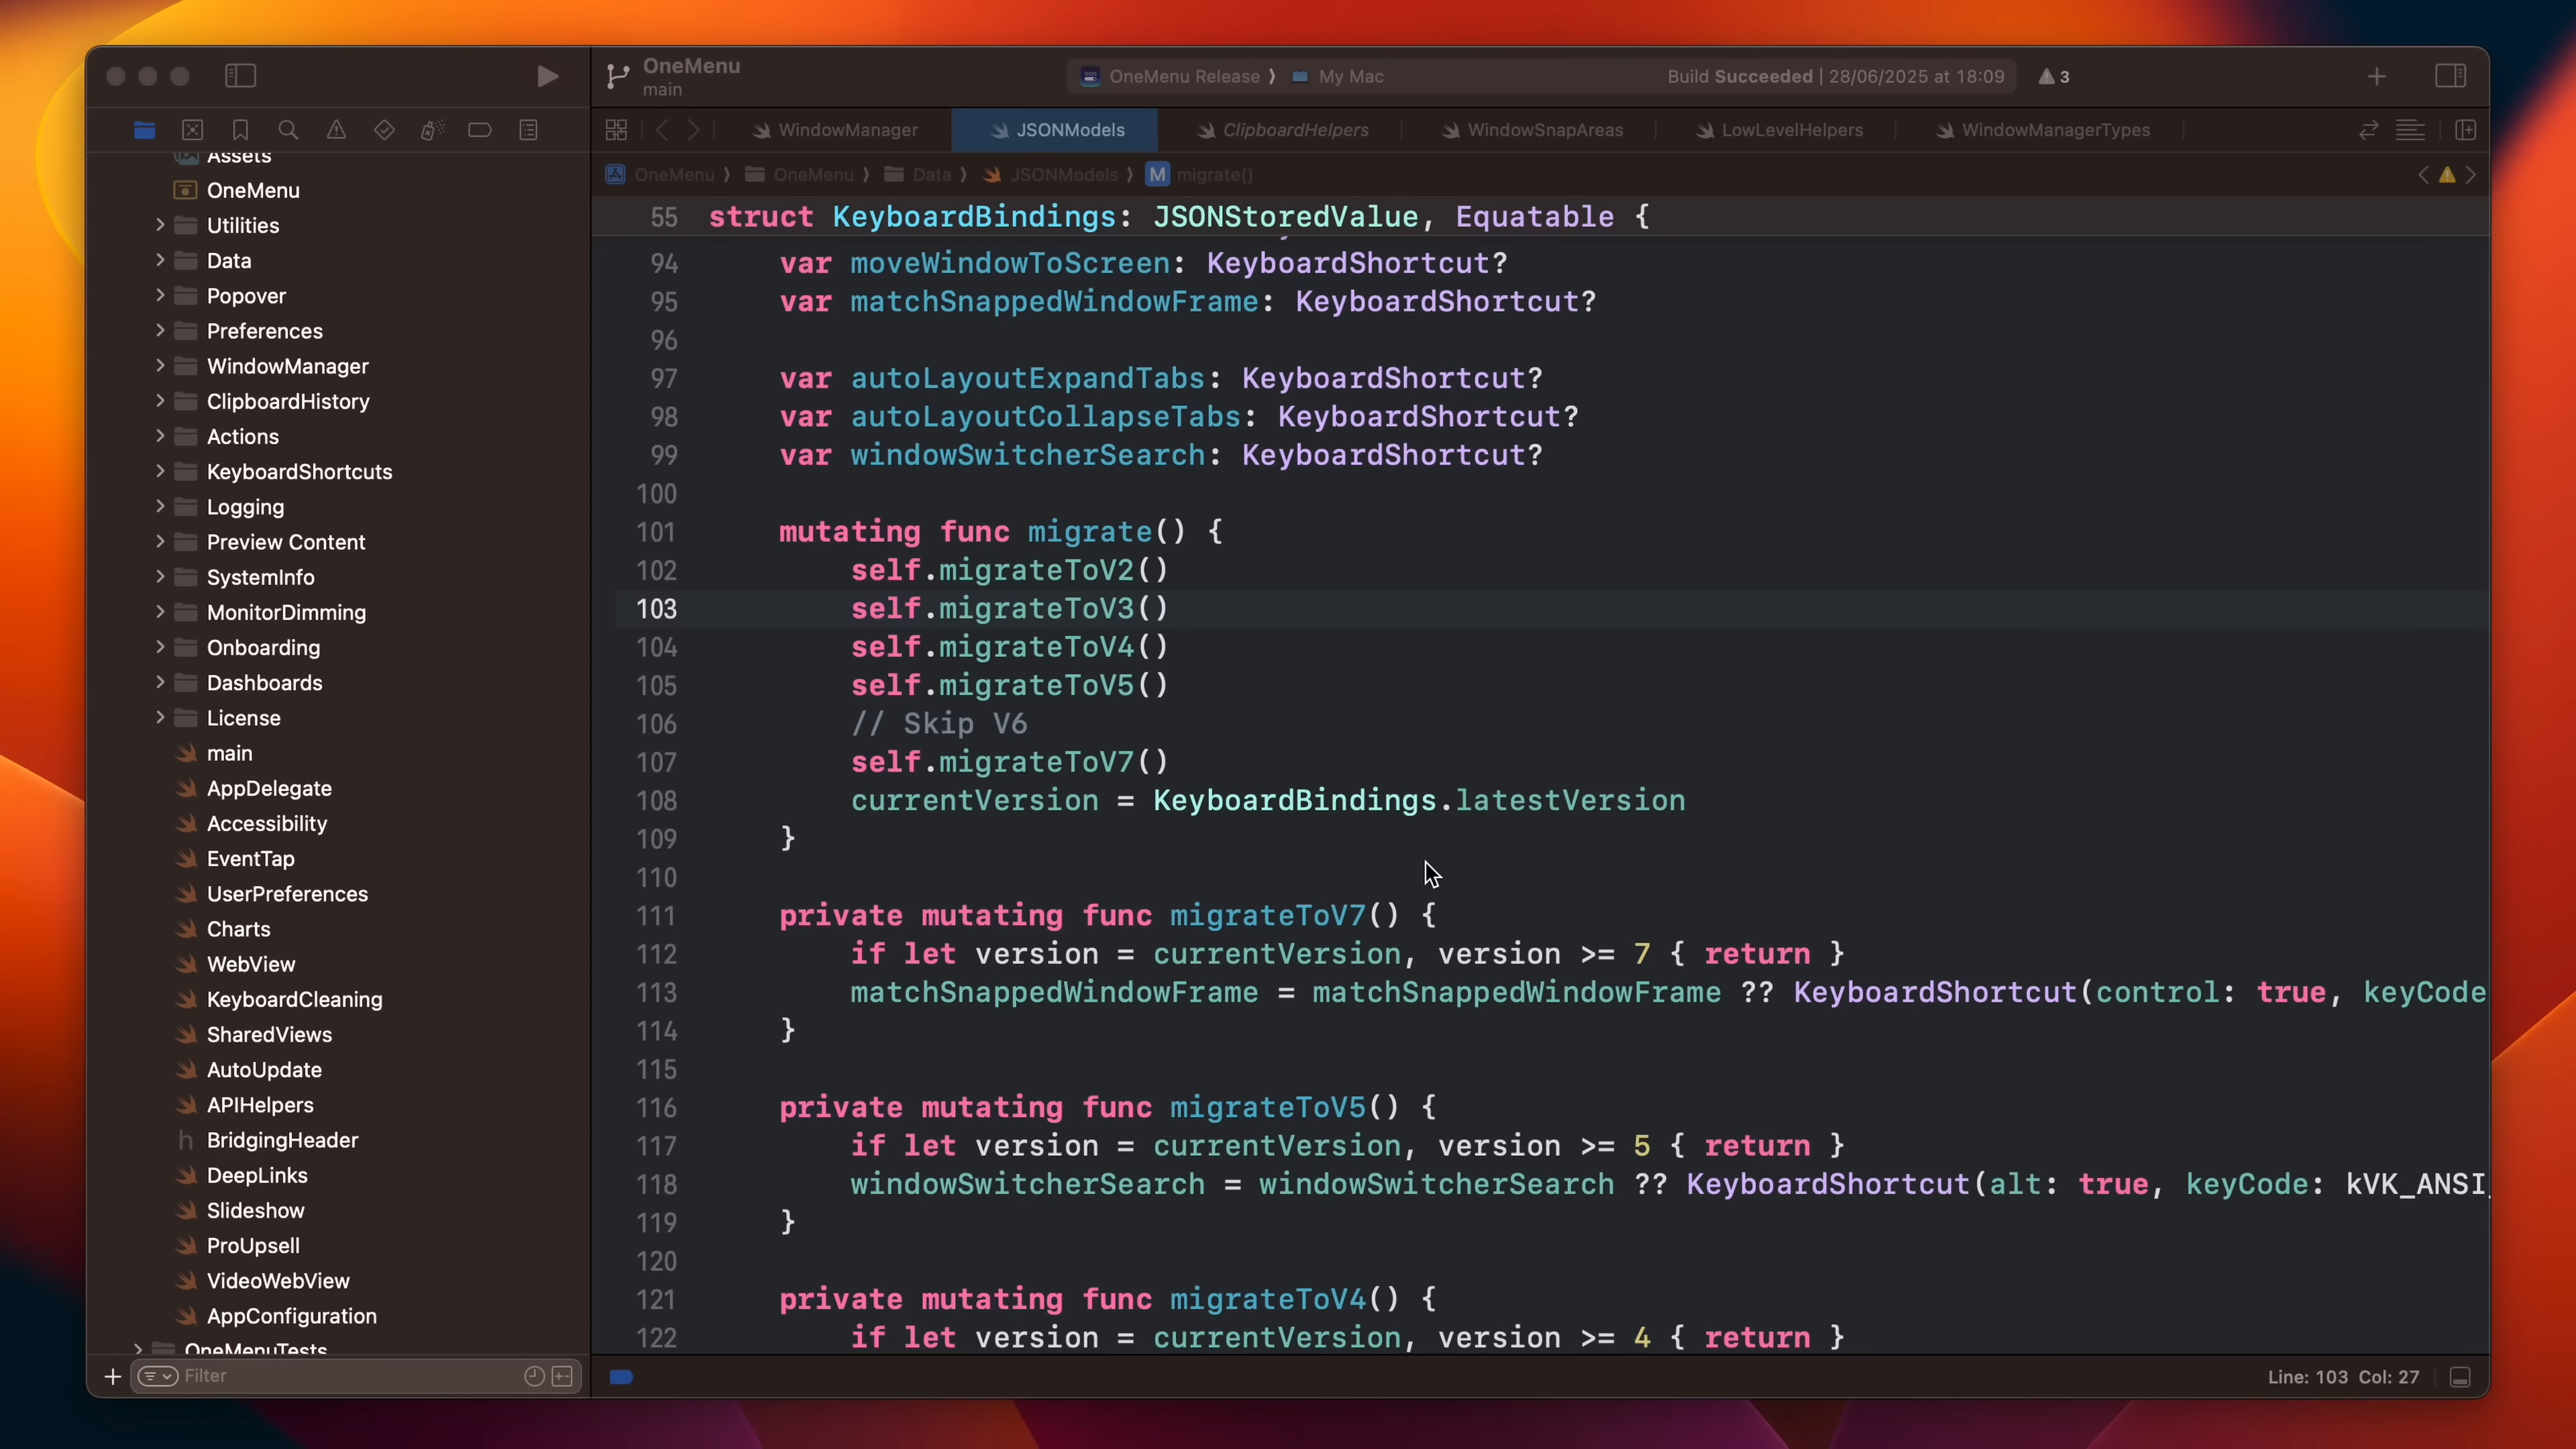 OneMenu
main
OneMenu Release ⟩ My Mac
Build Succeeded | 28/06/2025 at 18:09
3
WindowManager
JSONModels
ClipboardHelpers
WindowSnapAreas
LowLevelHelpers
WindowManagerTypes
OneMenu ⟩ OneMenu ⟩ Data ⟩ JSONModels ⟩ M migrate()
Assets
OneMenu
Utilities
Data
Popover
Preferences
WindowManager
ClipboardHistory
Actions
KeyboardShortcuts
Logging
Preview Content
SystemInfo
MonitorDimming
Onboarding
Dashboards
License
main
AppDelegate
Accessibility
EventTap
UserPreferences
Charts
WebView
KeyboardCleaning
SharedViews
AutoUpdate
APIHelpers
h BridgingHeader
DeepLinks
Slideshow
ProUpsell
VideoWebView
AppConfiguration
OneMenuTests
Filter
55 struct KeyboardBindings: JSONStoredValue, Equatable {
94 var moveWindowToScreen: KeyboardShortcut?
95 var matchSnappedWindowFrame: KeyboardShortcut?
96
97 var autoLayoutExpandTabs: KeyboardShortcut?
98 var autoLayoutCollapseTabs: KeyboardShortcut?
99 var windowSwitcherSearch: KeyboardShortcut?
100
101 mutating func migrate() {
102 self.migrateToV2()
103 self.migrateToV3()
104 self.migrateToV4()
105 self.migrateToV5()
106 // Skip V6
107 self.migrateToV7()
108 currentVersion = KeyboardBindings.latestVersion
109 }
110
111 private mutating func migrateToV7() {
112 if let version = currentVersion, version >= 7 { return }
113 matchSnappedWindowFrame = matchSnappedWindowFrame ?? KeyboardShortcut(control: true, keyCode
114 }
115
116 private mutating func migrateToV5() {
117 if let version = currentVersion, version >= 5 { return }
118 windowSwitcherSearch = windowSwitcherSearch ?? KeyboardShortcut(alt: true, keyCode: kVK_ANSI_
119 }
120
121 private mutating func migrateToV4() {
122 if let version = currentVersion, version >= 4 { return }
Line: 103 Col: 27